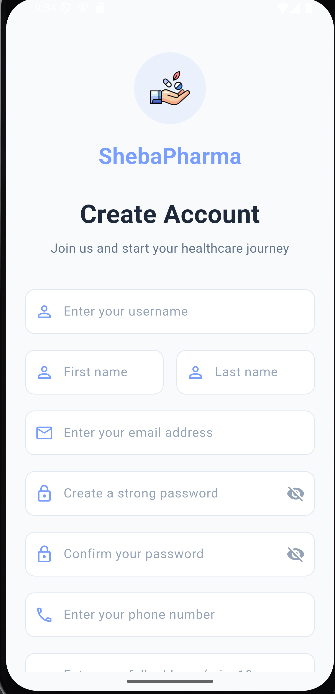 ShebaPharma
Create Account
Join us and start your healthcare journey
Enter your username
First name
Last name
Enter your email address
Create a strong password
Confirm your password
Enter your phone number